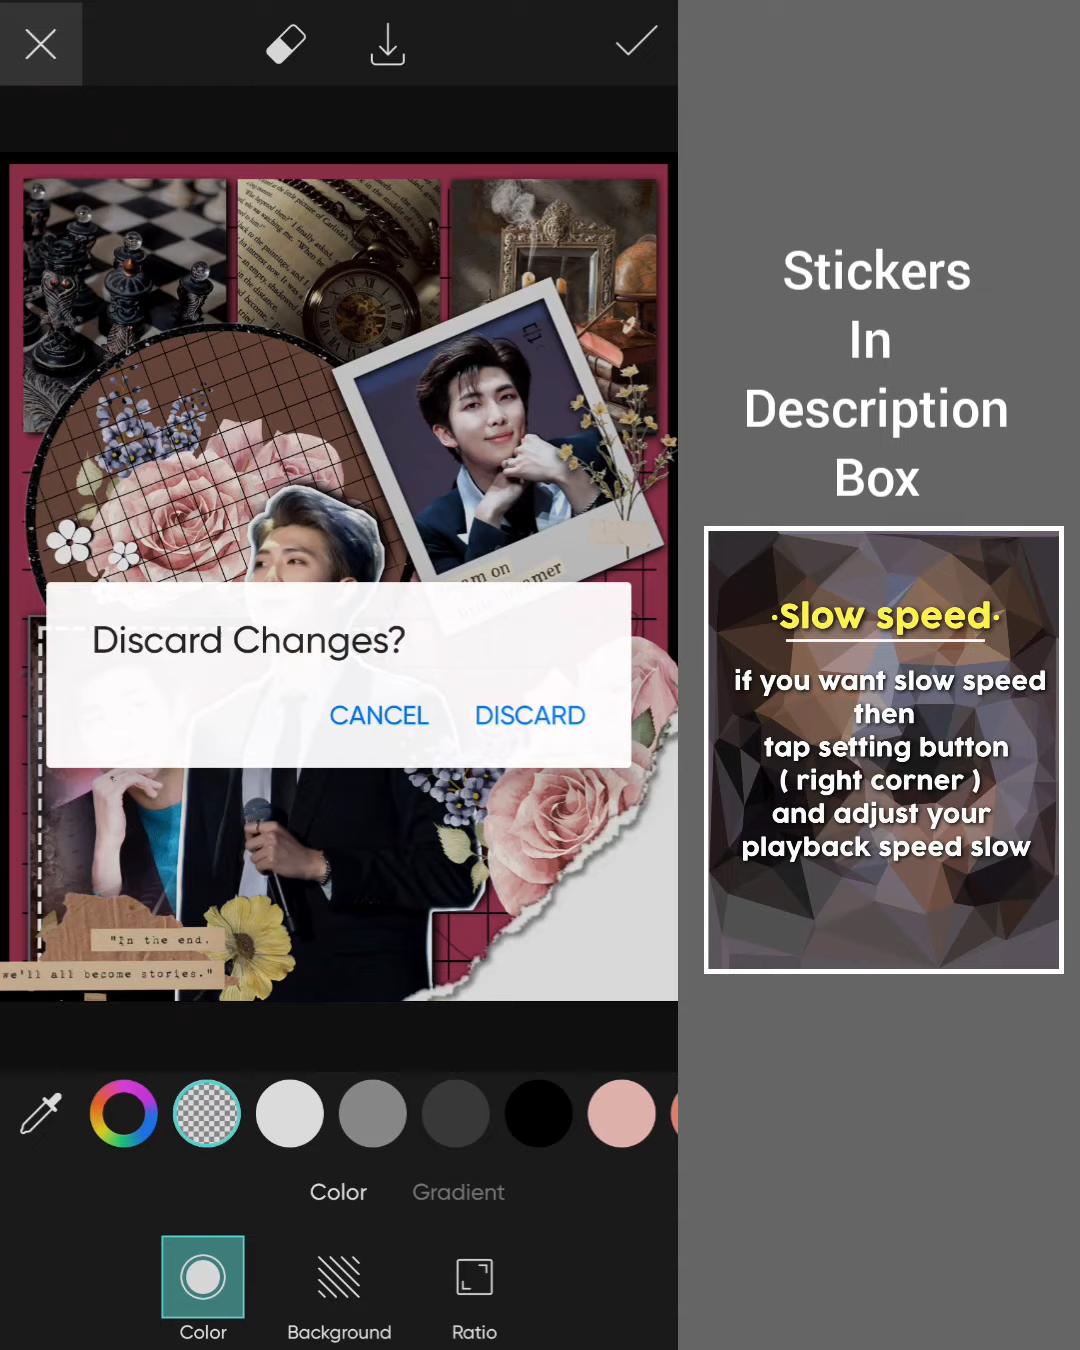 Stickers
In
Description
Box
Discard Changes?
CANCEL DISCARD
·Slow speed·
if you want slow speed
then
tap setting button
( right corner )
and adjust your
playback speed slow
"In the end.
we'll all become stories."
Color Gradient
Color Background Ratio